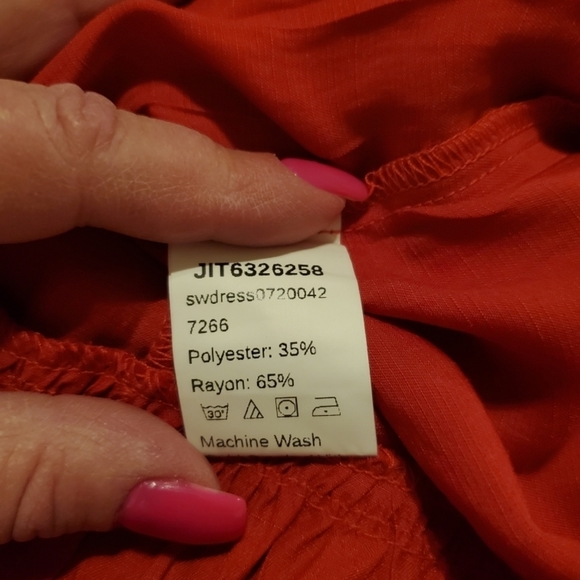 JIT6326258
swdress0720042
7266
Polyester: 35%
Rayon: 65%
30°
Machine Wash